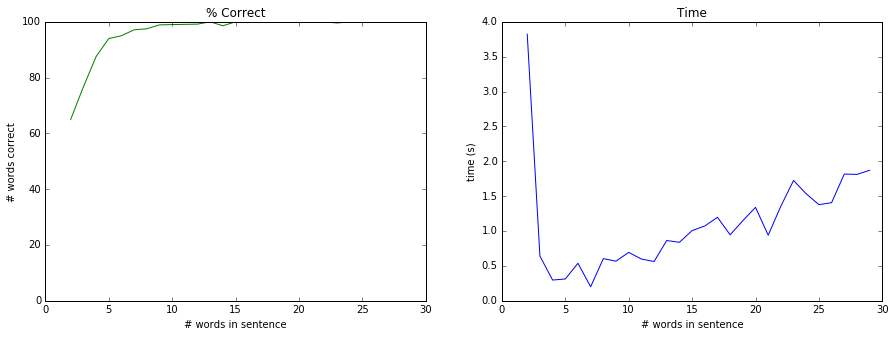 % Correct
# words correct
100
80
60
40
20
0
0 5 10 15 20 25 30
# words in sentence
Time
time (s)
4.0
3.5
3.0
2.5
2.0
1.5
1.0
0.5
0.0
0 5 10 15 20 25 30
# words in sentence